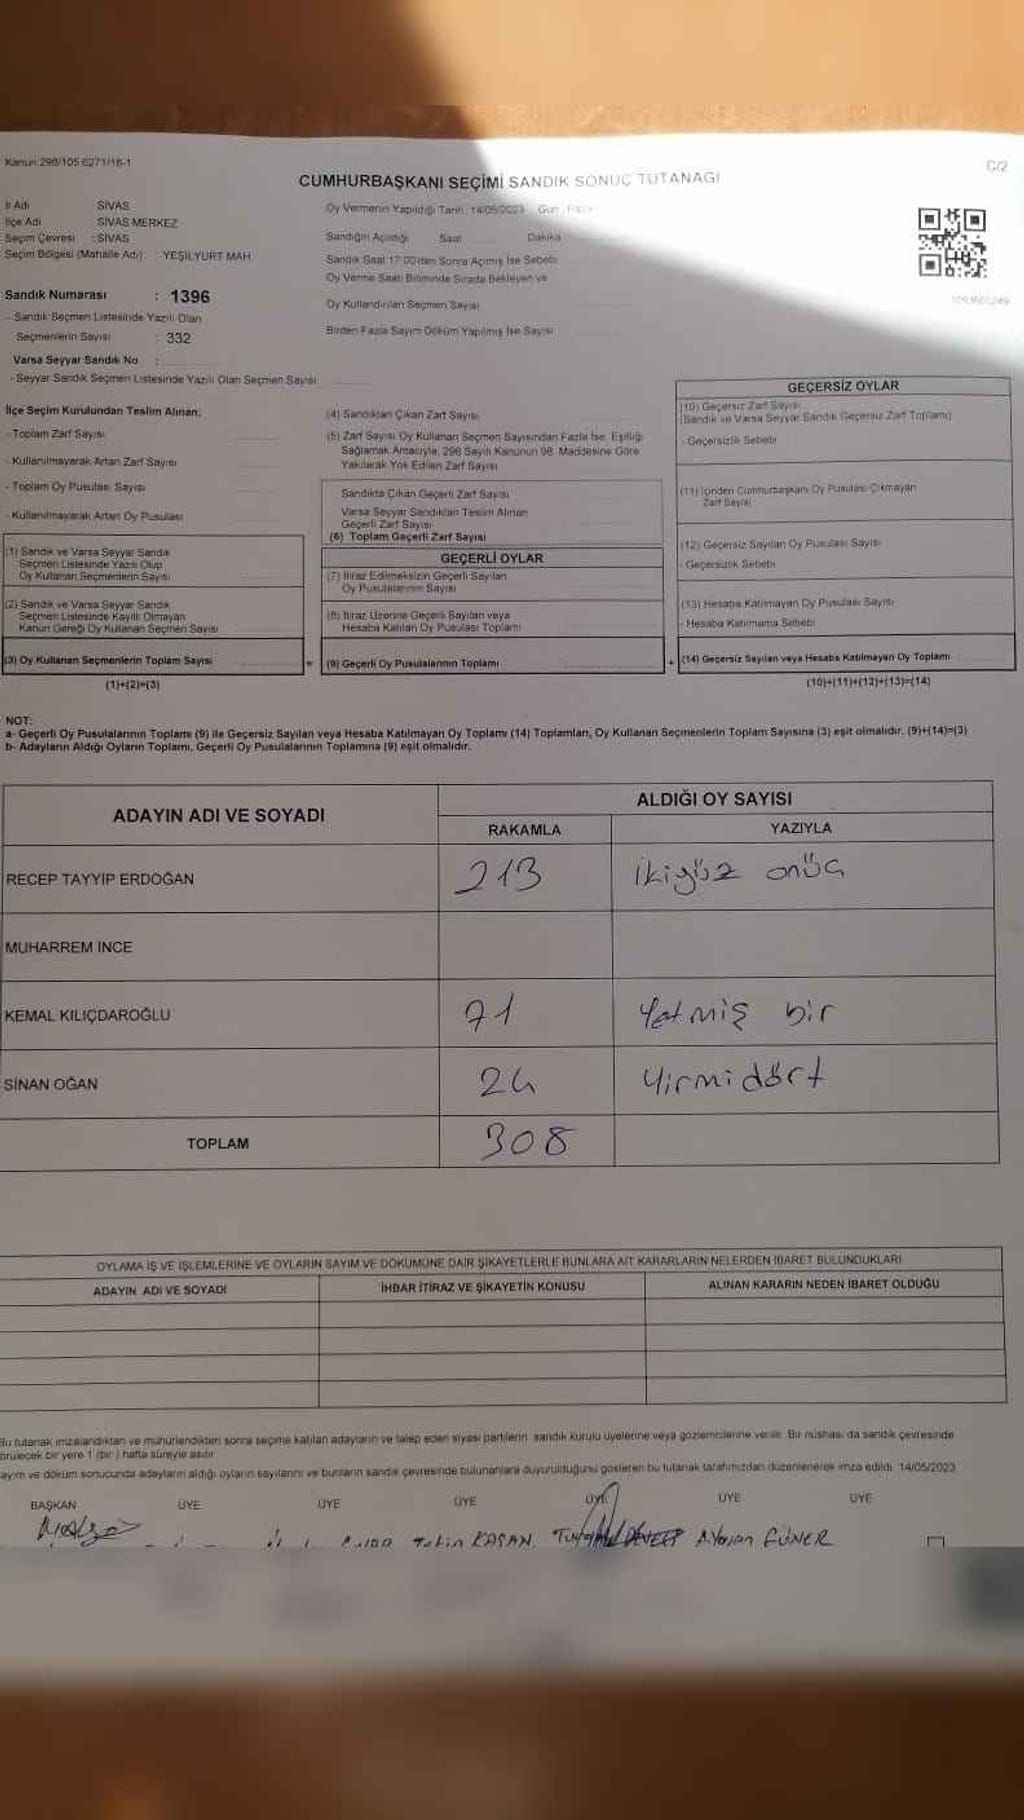 Kanun:298/105 6271/18-1
C/2
CUMHURBAŞKANI SEÇİMİ SANDIK SONUÇ TUTANAĞI
İl Adı SİVAS
İlçe Adı SİVAS MERKEZ
Seçim Çevresi : SİVAS
Seçim Bölgesi (Mahalle Adı) : YEŞİLYURT MAH.
Oy Vermenin Yapıldığı Tarih: 14/05/2023 Gün:
Sandığın Açıldığı Saat Dakika
Sandık Saat 17:00'den Sonra Açımış İse Sebebi
Oy Verme Saati Bitiminde Sırada Bekleyen ve
Oy Kullandırılan Seçmen Sayısı
Birden Fazla Sayım Döküm Yapılmış İse Sayısı
Sandık Numarası : 1396
- Sandık Seçmen Listesinde Yazılı Olan
Seçmenlerin Sayısı : 332
Varsa Seyyar Sandık No :
- Seyyar Sandık Seçmen Listesinde Yazılı Olan Seçmen Sayısı
İlçe Seçim Kurulundan Teslim Alınan;
- Toplam Zarf Sayısı
- Kullanılmayarak Artan Zarf Sayısı
- Toplam Oy Pusulası Sayısı
- Kullanılmayarak Artan Oy Pusulası
(1) Sandık ve Varsa Seyyar Sandık
Seçmen Listesinde Yazılı Olup
Oy Kullanan Seçmenlerin Sayısı
(2) Sandık ve Varsa Seyyar Sandık
Seçmen Listesinde Kayıtlı Olmayan
Kanun Gereği Oy Kullanan Seçmen Sayısı
(3) Oy Kullanan Seçmenlerin Toplam Sayısı
(1)+(2)=(3)
(4) Sandıktan Çıkan Zarf Sayısı
(5) Zarf Sayısı Oy Kullanan Seçmen Sayısından Fazla İse, Eşitliği
Sağlamak Amacıyla, 298 Sayılı Kanunun 98. Maddesine Göre
Yakılarak Yok Edilen Zarf Sayısı
Sandıkta Çıkan Geçerli Zarf Sayısı
Varsa Seyyar Sandıktan Teslim Alınan
Geçerli Zarf Sayısı
(6) Toplam Geçerli Zarf Sayısı
GEÇERLİ OYLAR
(7) İtiraz Edilmeksizin Geçerli Sayılan
Oy Pusulalarının Sayısı
(8) İtiraz Üzerine Geçerli Sayılan veya
Hesaba Katılan Oy Pusulası Toplamı
= (9) Geçerli Oy Pusulalarının Toplamı
GEÇERSİZ OYLAR
(10) Geçersiz Zarf Sayısı
(Sandık ve Varsa Seyyar Sandık Geçersiz Zarf Toplamı)
- Geçersizlik Sebebi
(11) İçinden Cumhurbaşkanı Oy Pusulası Çıkmayan
Zarf Sayısı
(12) Geçersiz Sayılan Oy Pusulası Sayısı
- Geçersizlik Sebebi
(13) Hesaba Katılmayan Oy Pusulası Sayısı
- Hesaba Katılmama Sebebi
+ (14) Geçersiz Sayılan veya Hesaba Katılmayan Oy Toplamı
(10)+(11)+(12)+(13)=(14)
NOT:
a- Geçerli Oy Pusulalarının Toplamı (9) ile Geçersiz Sayılan veya Hesaba Katılmayan Oy Toplamı (14) Toplamları, Oy Kullanan Seçmenlerin Toplam Sayısına (3) eşit olmalıdır. (9)+(14)=(3)
b- Adayların Aldığı Oyların Toplamı, Geçerli Oy Pusulalarının Toplamına (9) eşit olmalıdır.
ADAYIN ADI VE SOYADI
ALDIĞI OY SAYISI
RAKAMLA YAZIYLA
RECEP TAYYİP ERDOĞAN 213 ikiyüz onüç
MUHARREM İNCE
KEMAL KILIÇDAROĞLU 71 Yetmiş bir
SİNAN OĞAN 24 Yirmidört
TOPLAM 308
OYLAMA İŞ VE İŞLEMLERİNE VE OYLARIN SAYIM VE DÖKÜMÜNE DAİR ŞİKAYETLERLE BUNLARA AİT KARARLARIN NELERDEN İBARET BULUNDUKLARI
ADAYIN ADI VE SOYADI İHBAR İTİRAZ VE ŞİKAYETİN KONUSU ALINAN KARARIN NEDEN İBARET OLDUĞU
Bu tutanak imzalandıktan ve mühürlendikten sonra seçime katılan adayların ve talep eden siyasi partilerin sandık kurulu üyelerine veya gözlemcilerine verilir. Bir nüshası da sandık çevresinde
bir yere 1 (bir) hafta süreyle asılır.
ayım ve döküm sonucunda adayların aldığı oyların sayılarını ve bunların sandık çevresinde bulunanlara duyurulduğunu gösteren bu tutanak tarafımızdan düzenlenerek imza edildi. 14/05/2023
BAŞKAN ÜYE ÜYE ÜYE ÜYE ÜYE ÜYE
KAŞAN GÜNER